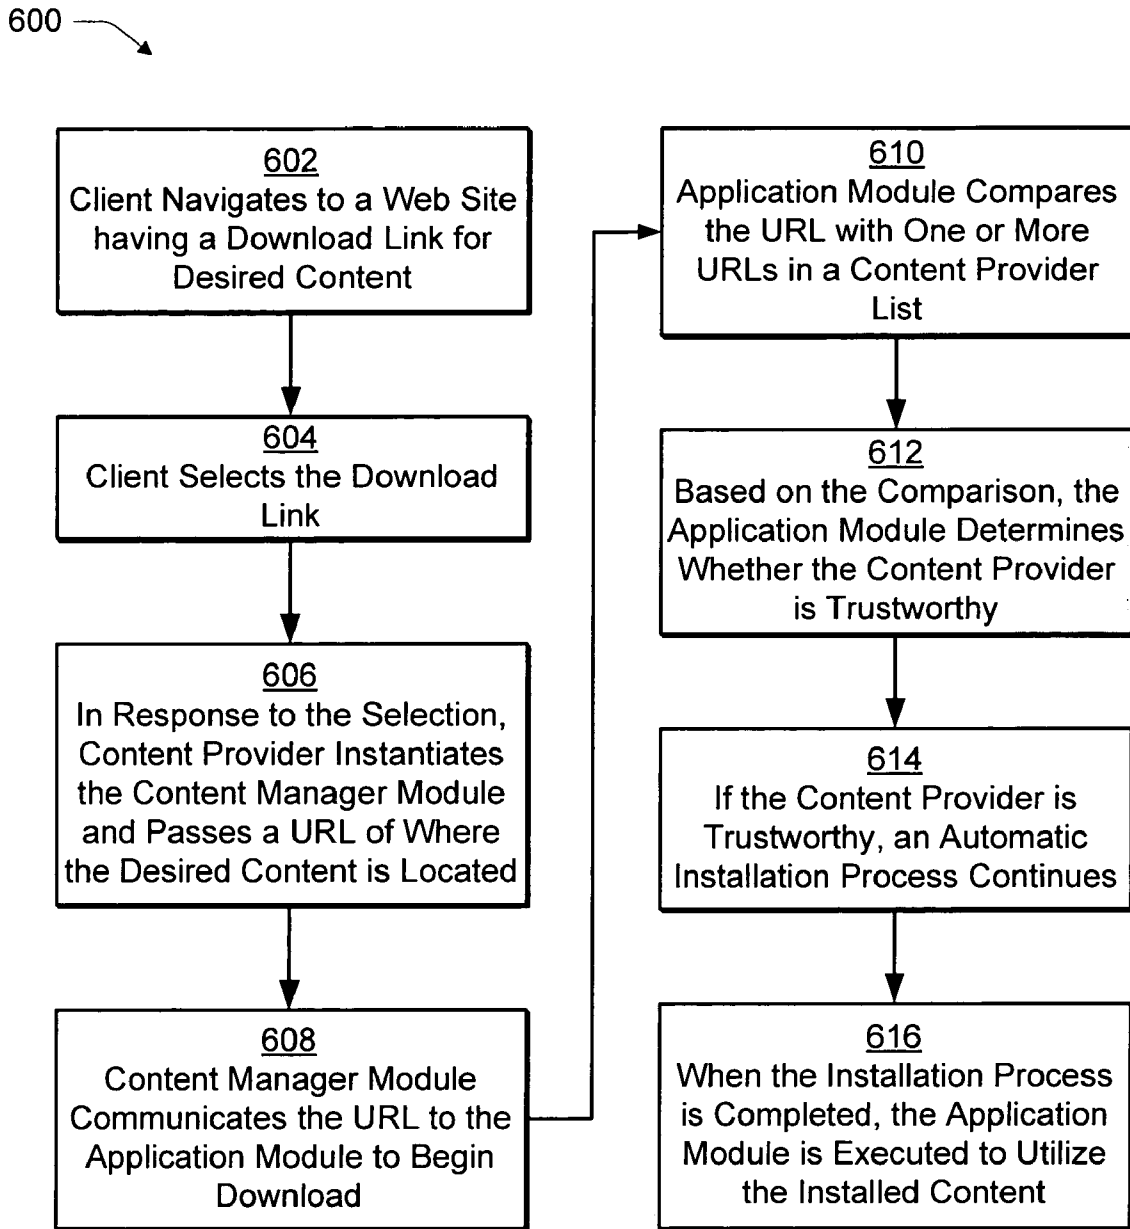 600
602
Client Navigates to a Web Site
having a Download Link for
Desired Content
604
Client Selects the Download
Link
606
In Response to the Selection,
Content Provider Instantiates
the Content Manager Module
and Passes a URL of Where
the Desired Content is Located
608
Content Manager Module
Communicates the URL to the
Application Module to Begin
Download
610
Application Module Compares
the URL with One or More
URLs in a Content Provider
List
612
Based on the Comparison, the
Application Module Determines
Whether the Content Provider
is Trustworthy
614
If the Content Provider is
Trustworthy, an Automatic
Installation Process Continues
616
When the Installation Process
is Completed, the Application
Module is Executed to Utilize
the Installed Content